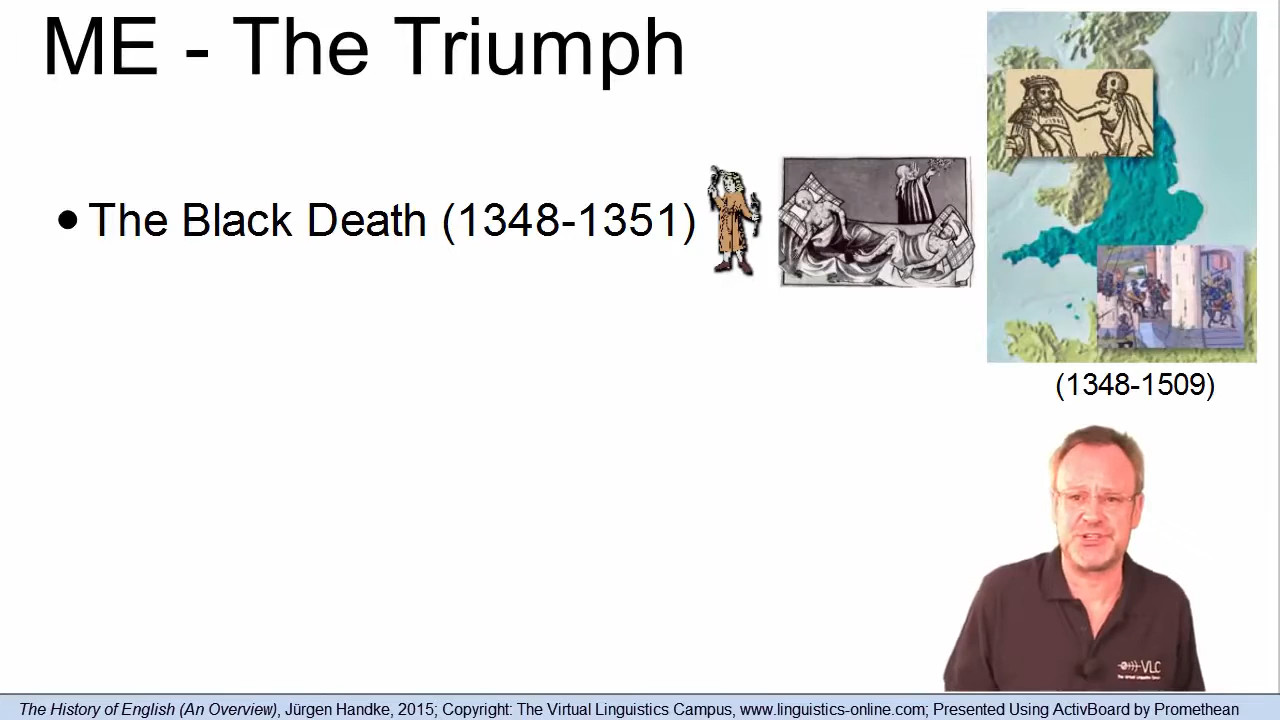 ME - The Triumph
• The Black Death (1348-1351)
(1348-1509)
VLC
The History of English (An Overview), Jürgen Handke, 2015; Copyright: The Virtual Linguistics Campus, www.linguistics-online.com; Presented Using ActivBoard by Promethean